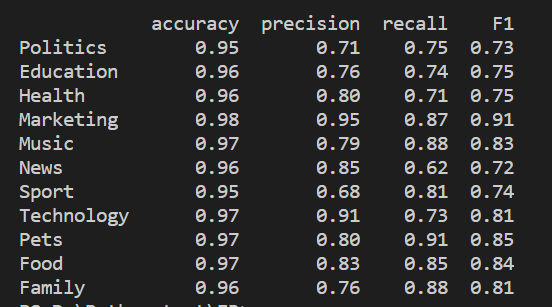 accuracy precision recall F1
Politics 0.95 0.71 0.75 0.73
Education 0.96 0.76 0.74 0.75
Health 0.96 0.80 0.71 0.75
Marketing 0.98 0.95 0.87 0.91
Music 0.97 0.79 0.88 0.83
News 0.96 0.85 0.62 0.72
Sport 0.95 0.68 0.81 0.74
Technology 0.97 0.91 0.73 0.81
Pets 0.97 0.80 0.91 0.85
Food 0.97 0.83 0.85 0.84
Family 0.96 0.76 0.88 0.81